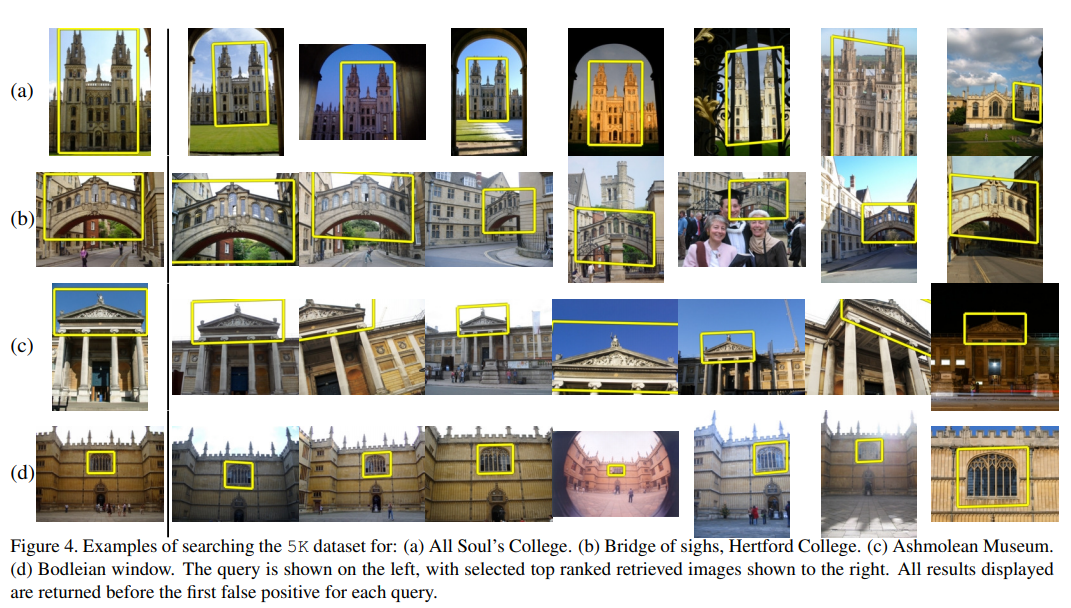 (a)
(b)
(c)
(d)
Figure 4. Examples of searching the 5K dataset for: (a) All Soul's College. (b) Bridge of sighs, Hertford College. (c) Ashmolean Museum.
(d) Bodleian window. The query is shown on the left, with selected top ranked retrieved images shown to the right. All results displayed
are returned before the first false positive for each query.